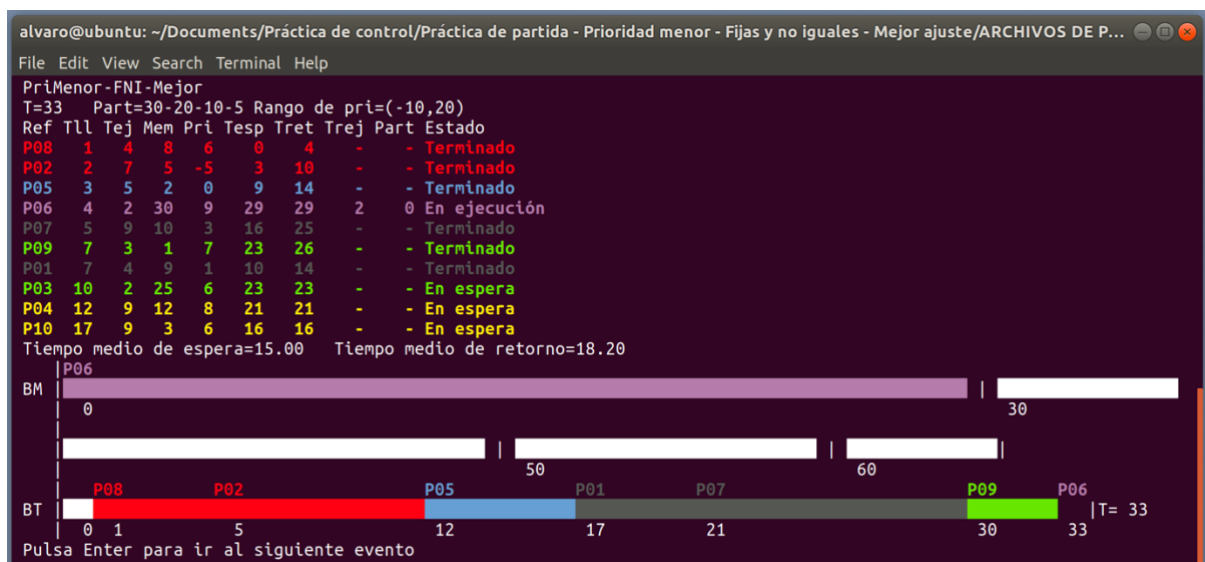 alvaro@ubuntu: ~/Documents/Práctica de control/Práctica de partida - Prioridad menor - Fijas y no iguales - Mejor ajuste/ARCHIVOS DE P...
File Edit View Search Terminal Help
PriMenor-FNI-Mejor
T=33 Part=30-20-10-5 Rango de pri=(-10,20)
Ref Tll Tej Mem Pri Tesp Tret Trej Part Estado
P08 1 4 8 6 0 4 - - Terminado
P02 2 7 5 -5 3 10 - - Terminado
P05 3 5 2 0 9 14 - - Terminado
P06 4 2 30 9 29 29 2 0 En ejecución
P07 5 9 10 3 16 25 - - Terminado
P09 7 3 1 7 23 26 - - Terminado
P01 7 4 9 1 10 14 - - Terminado
P03 10 2 25 6 23 23 - - En espera
P04 12 9 12 8 21 21 - - En espera
P10 17 9 3 6 16 16 - - En espera
Tiempo medio de espera=15.00 Tiempo medio de retorno=18.20
|P06
BM | |
| 0 30
|
| | | |
| 50 60
| P08 P02 P05 P01 P07 P09 P06
BT | |T= 33
| 0 1 5 12 17 21 30 33
Pulsa Enter para ir al siguiente evento